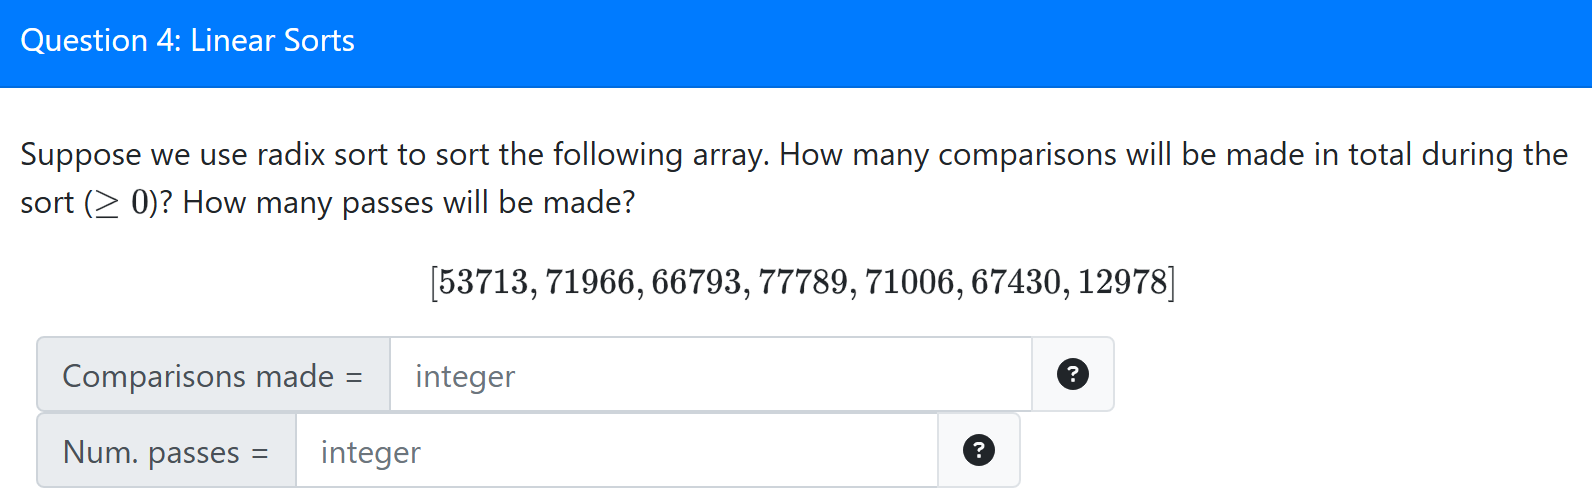 Question 4: Linear Sorts
Suppose we use radix sort to sort the following array. How many comparisons will be made in total during the
sort (≥ 0)? How many passes will be made?
[53713, 71966, 66793, 77789, 71006, 67430, 12978]
Comparisons made = integer ?
Num. passes = integer ?